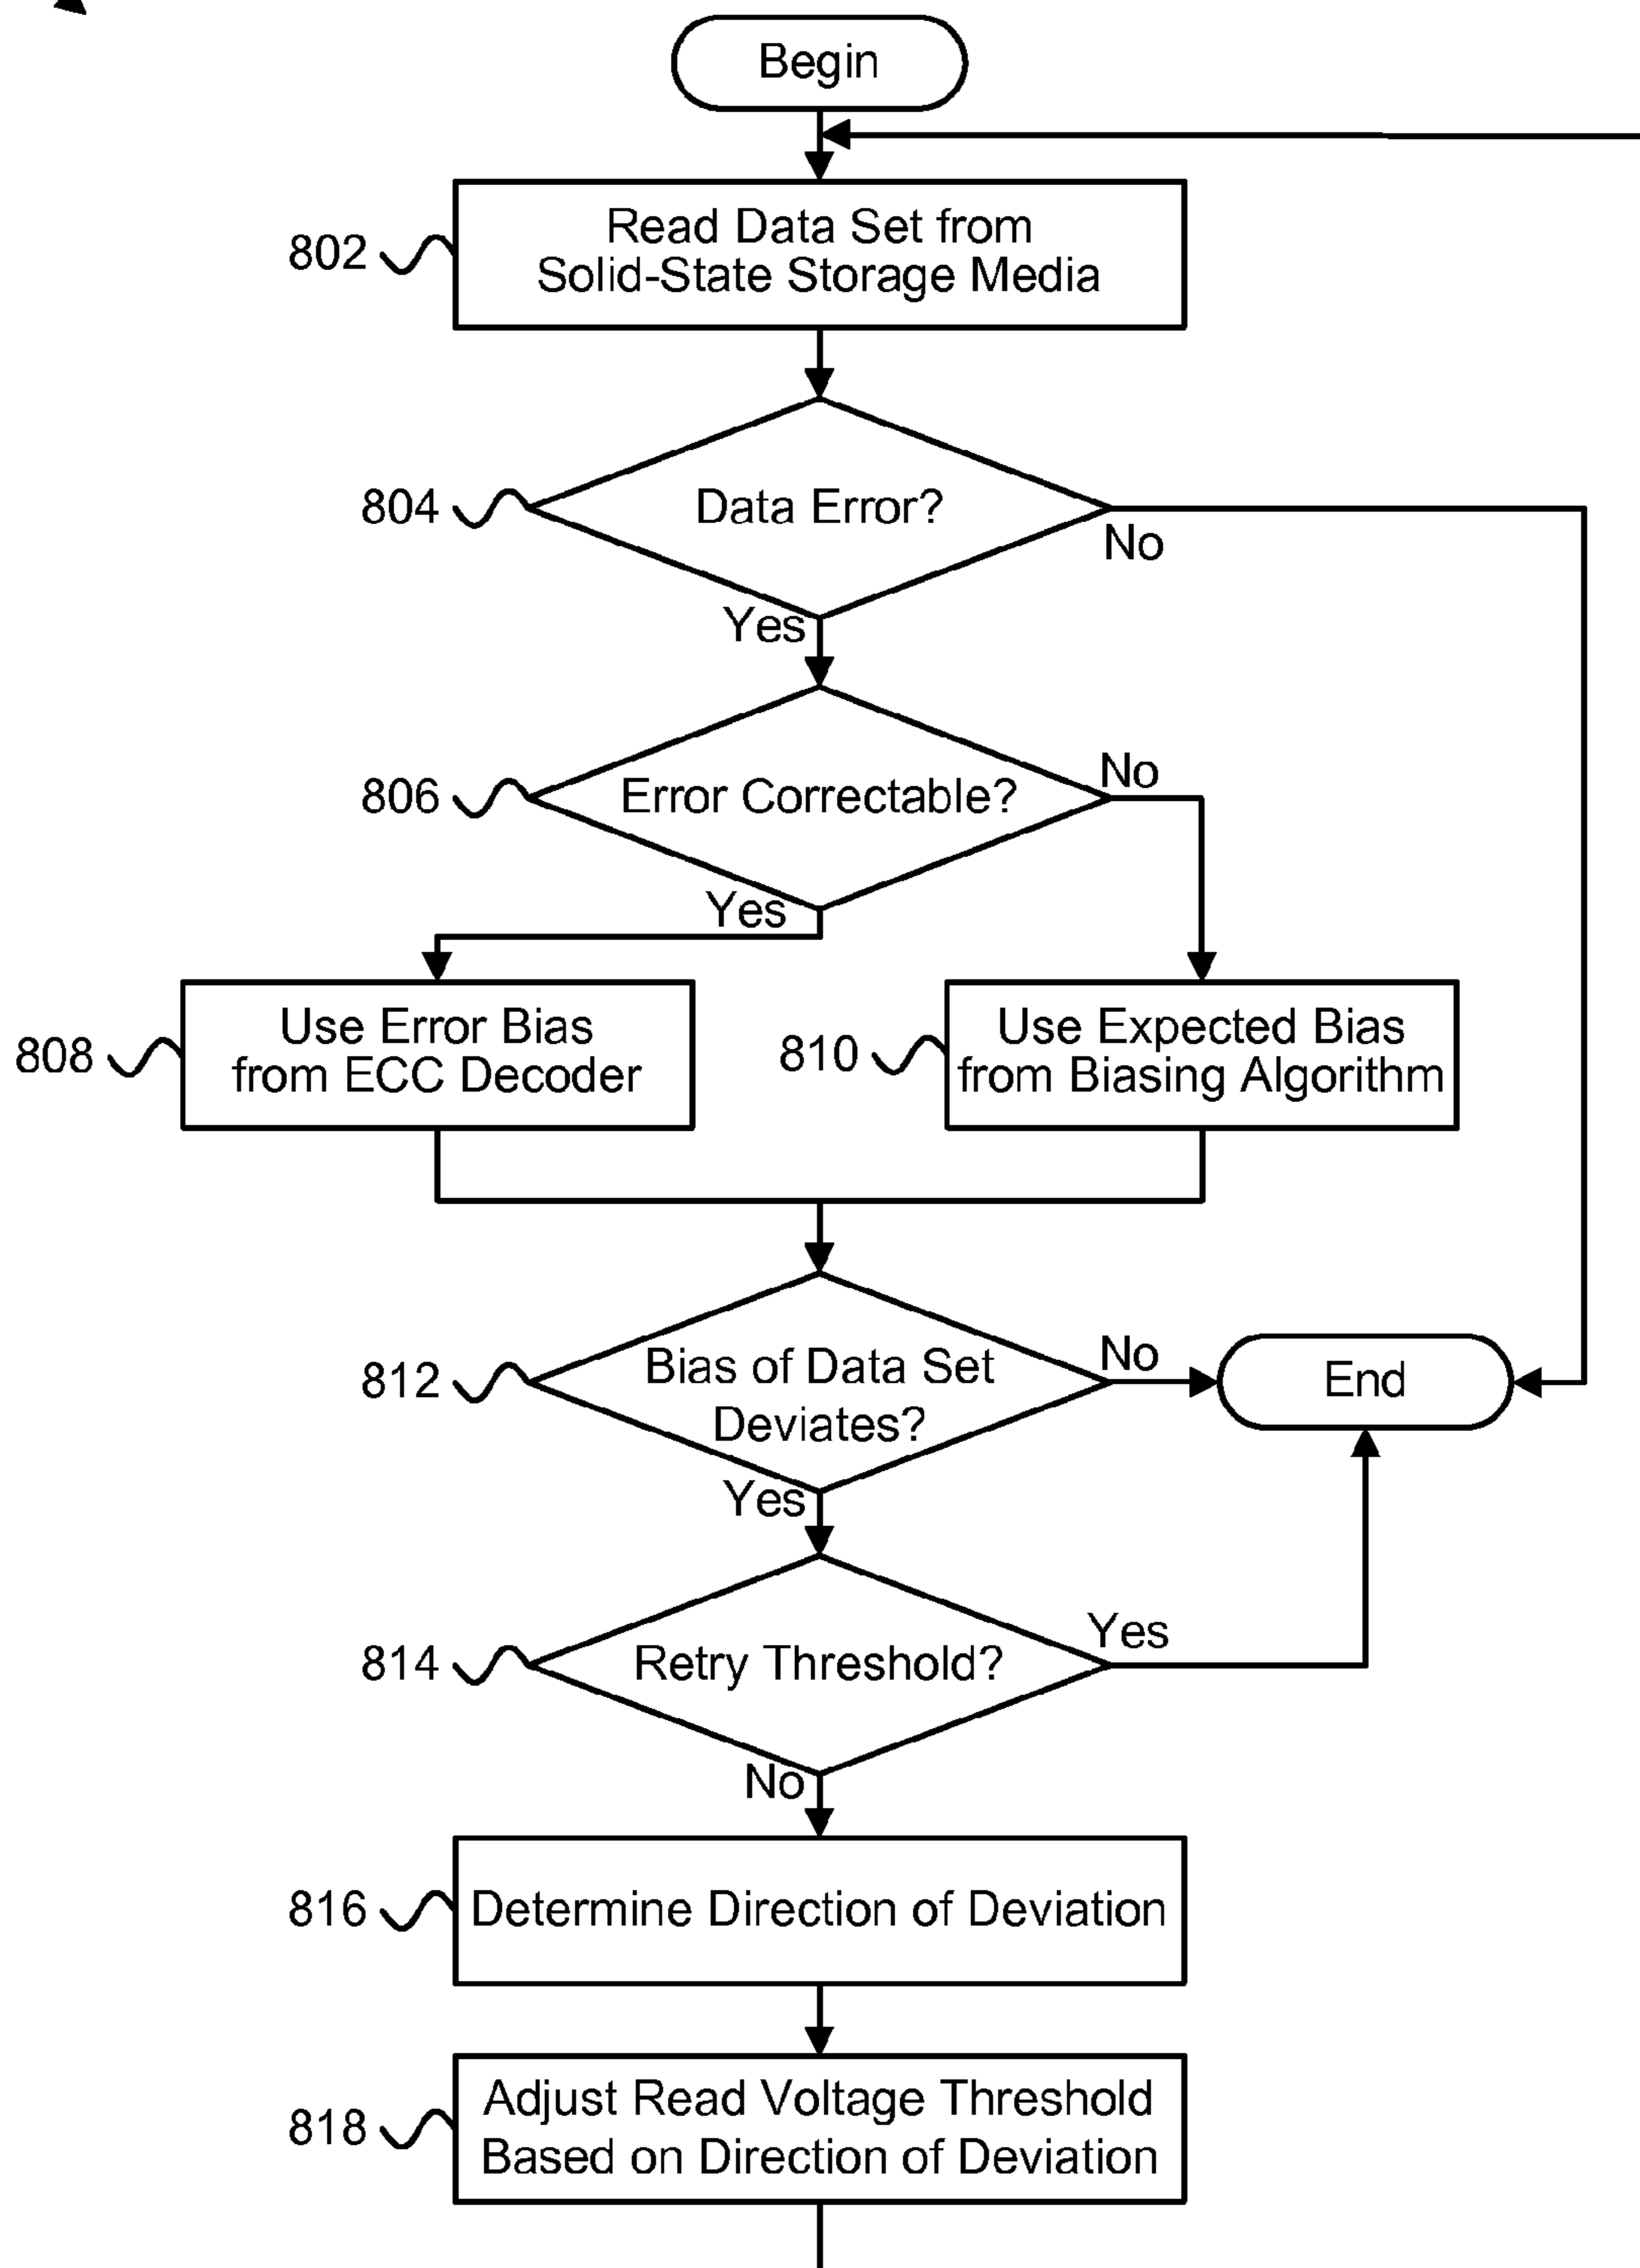 Begin
802
Read Data Set from
Solid-State Storage Media
804
Data Error?
No
Yes
806
Error Correctable?
No
Yes
808
Use Error Bias
from ECC Decoder
810
Use Expected Bias
from Biasing Algorithm
812
Bias of Data Set
Deviates?
No
End
Yes
814
Retry Threshold?
Yes
No
816
Determine Direction of Deviation
818
Adjust Read Voltage Threshold
Based on Direction of Deviation